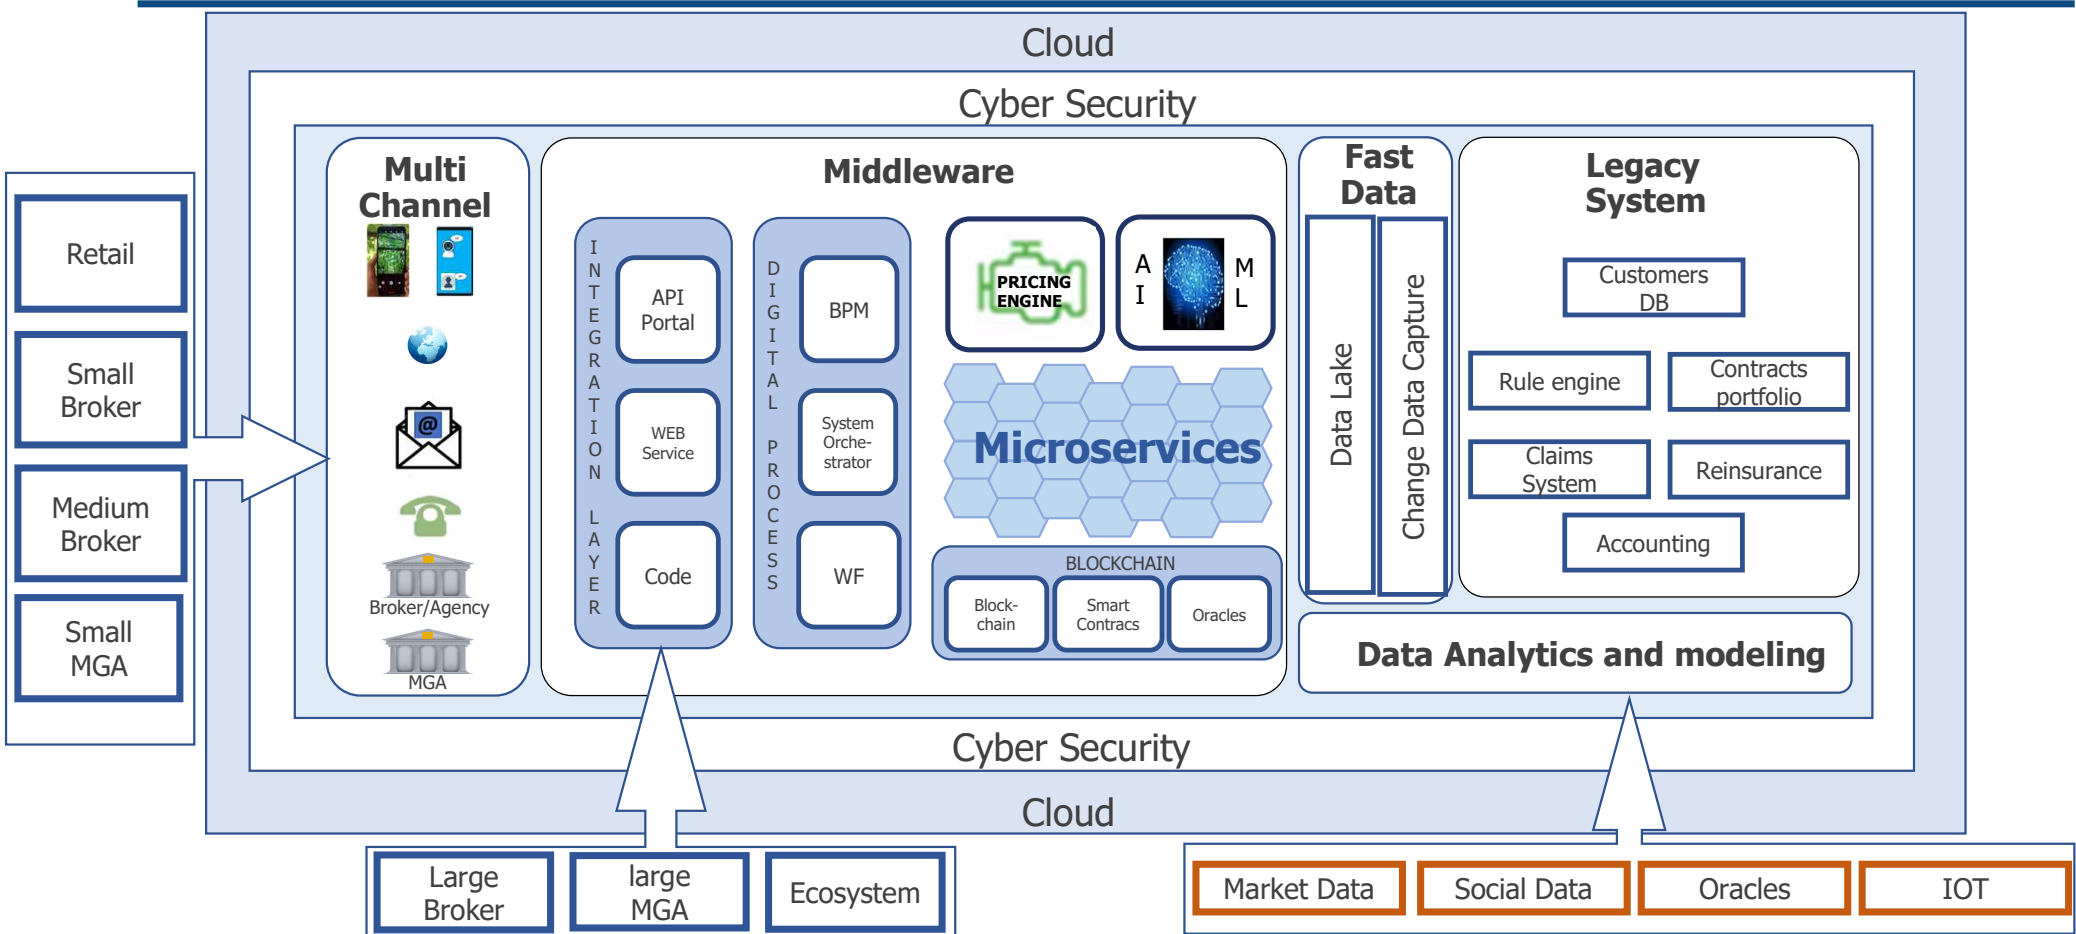 Cloud
Cyber Security
Retail
Small
Broker
Medium
Broker
Small
MGA
Multi
Channel
@
Broker/Agency
MGA
Middleware
INTEGRATION LAYER
API
Portal
WEB
Service
Code
DIGITAL PROCESS
BPM
System
Orche-
strator
WF
PRICING
ENGINE
AI
ML
Microservices
BLOCKCHAIN
Block-
chain
Smart
Contracs
Oracles
Fast
Data
Data Lake
Change Data Capture
Legacy
System
Customers
DB
Rule engine
Contracts
portfolio
Claims
System
Reinsurance
Accounting
Data Analytics and modeling
Cyber Security
Cloud
Large
Broker
large
MGA
Ecosystem
Market Data
Social Data
Oracles
IOT